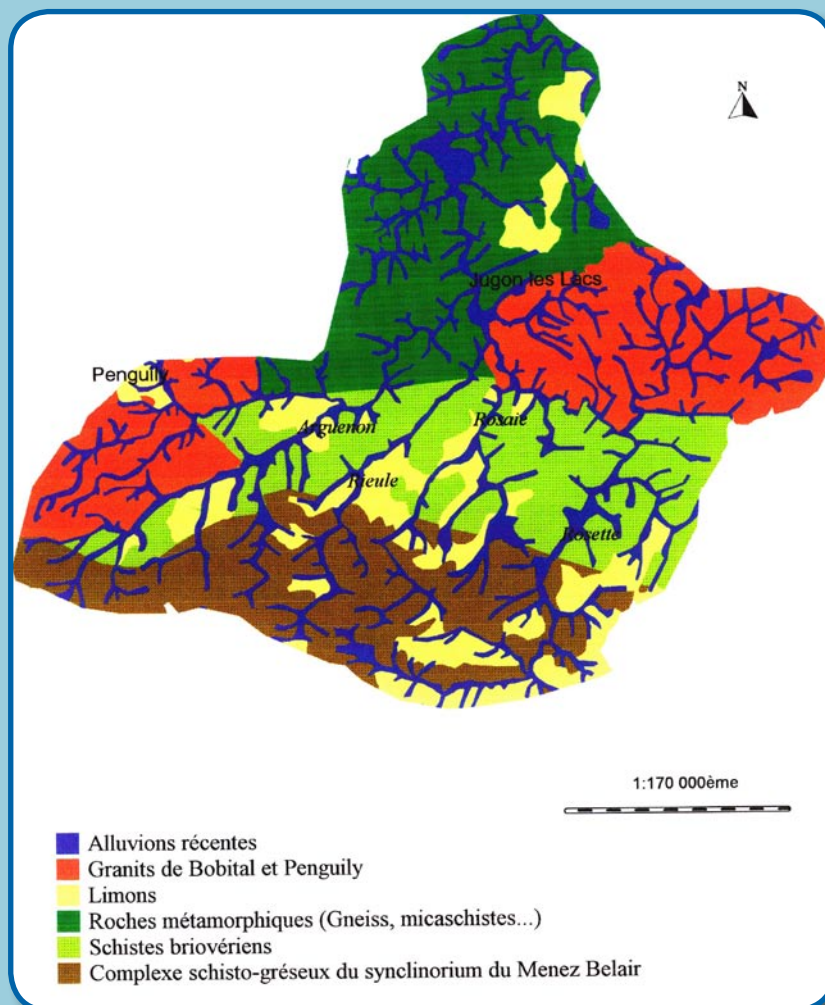 N
Jugon les Lacs
Penguilly
Arguenon
Rosaie
Rieule
Rosette
1:170 000ème
Alluvions récentes
Granits de Bobital et Penguily
Limons
Roches métamorphiques (Gneiss, micaschistes...)
Schistes briovériens
Complexe schisto-gréseux du synclinorium du Menez Belair